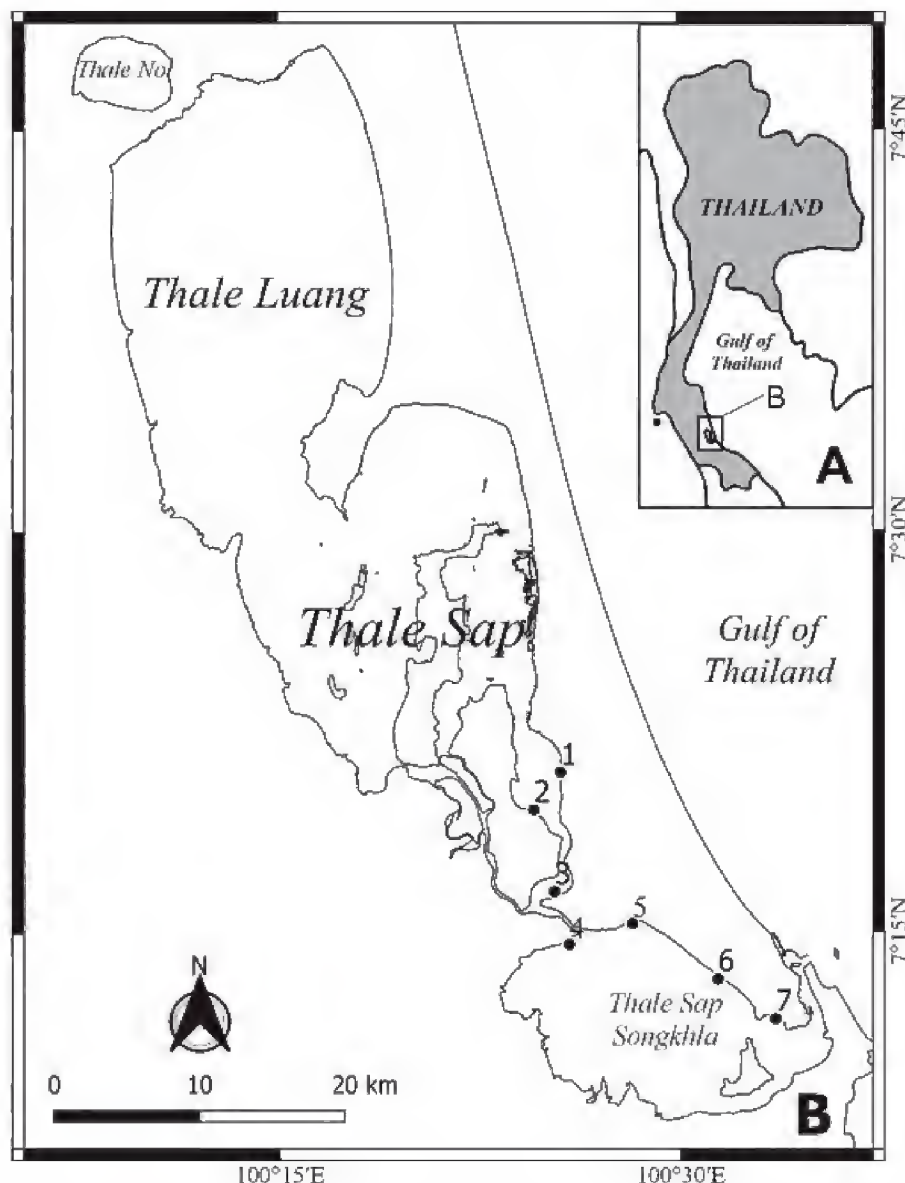 Thale No
7°45'N
THAILAND
Thale Luang
Gulf of
Thailand
B
A
7°30'N
Thale Sap
Gulf of
Thailand
1
2
3
5
4
7°15'N
6
7
Thale Sap
Songkhla
N
0 10 20 km
B
100°15'E 100°30'E